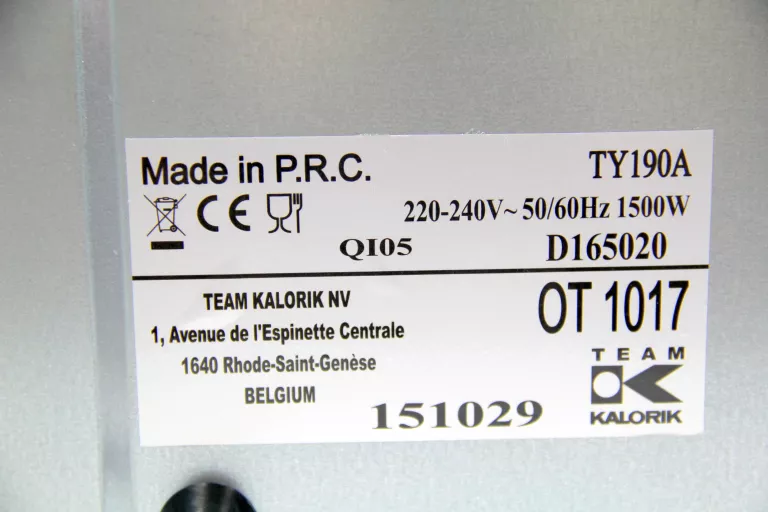 Made in P.R.C.
TY190A
CE
220-240V~ 50/60Hz 1500W
QI05
D165020
TEAM KALORIK NV
1, Avenue de l'Espinette Centrale
1640 Rhode-Saint-Genèse
BELGIUM
151029
OT 1017
TEAM
K
KALORIK